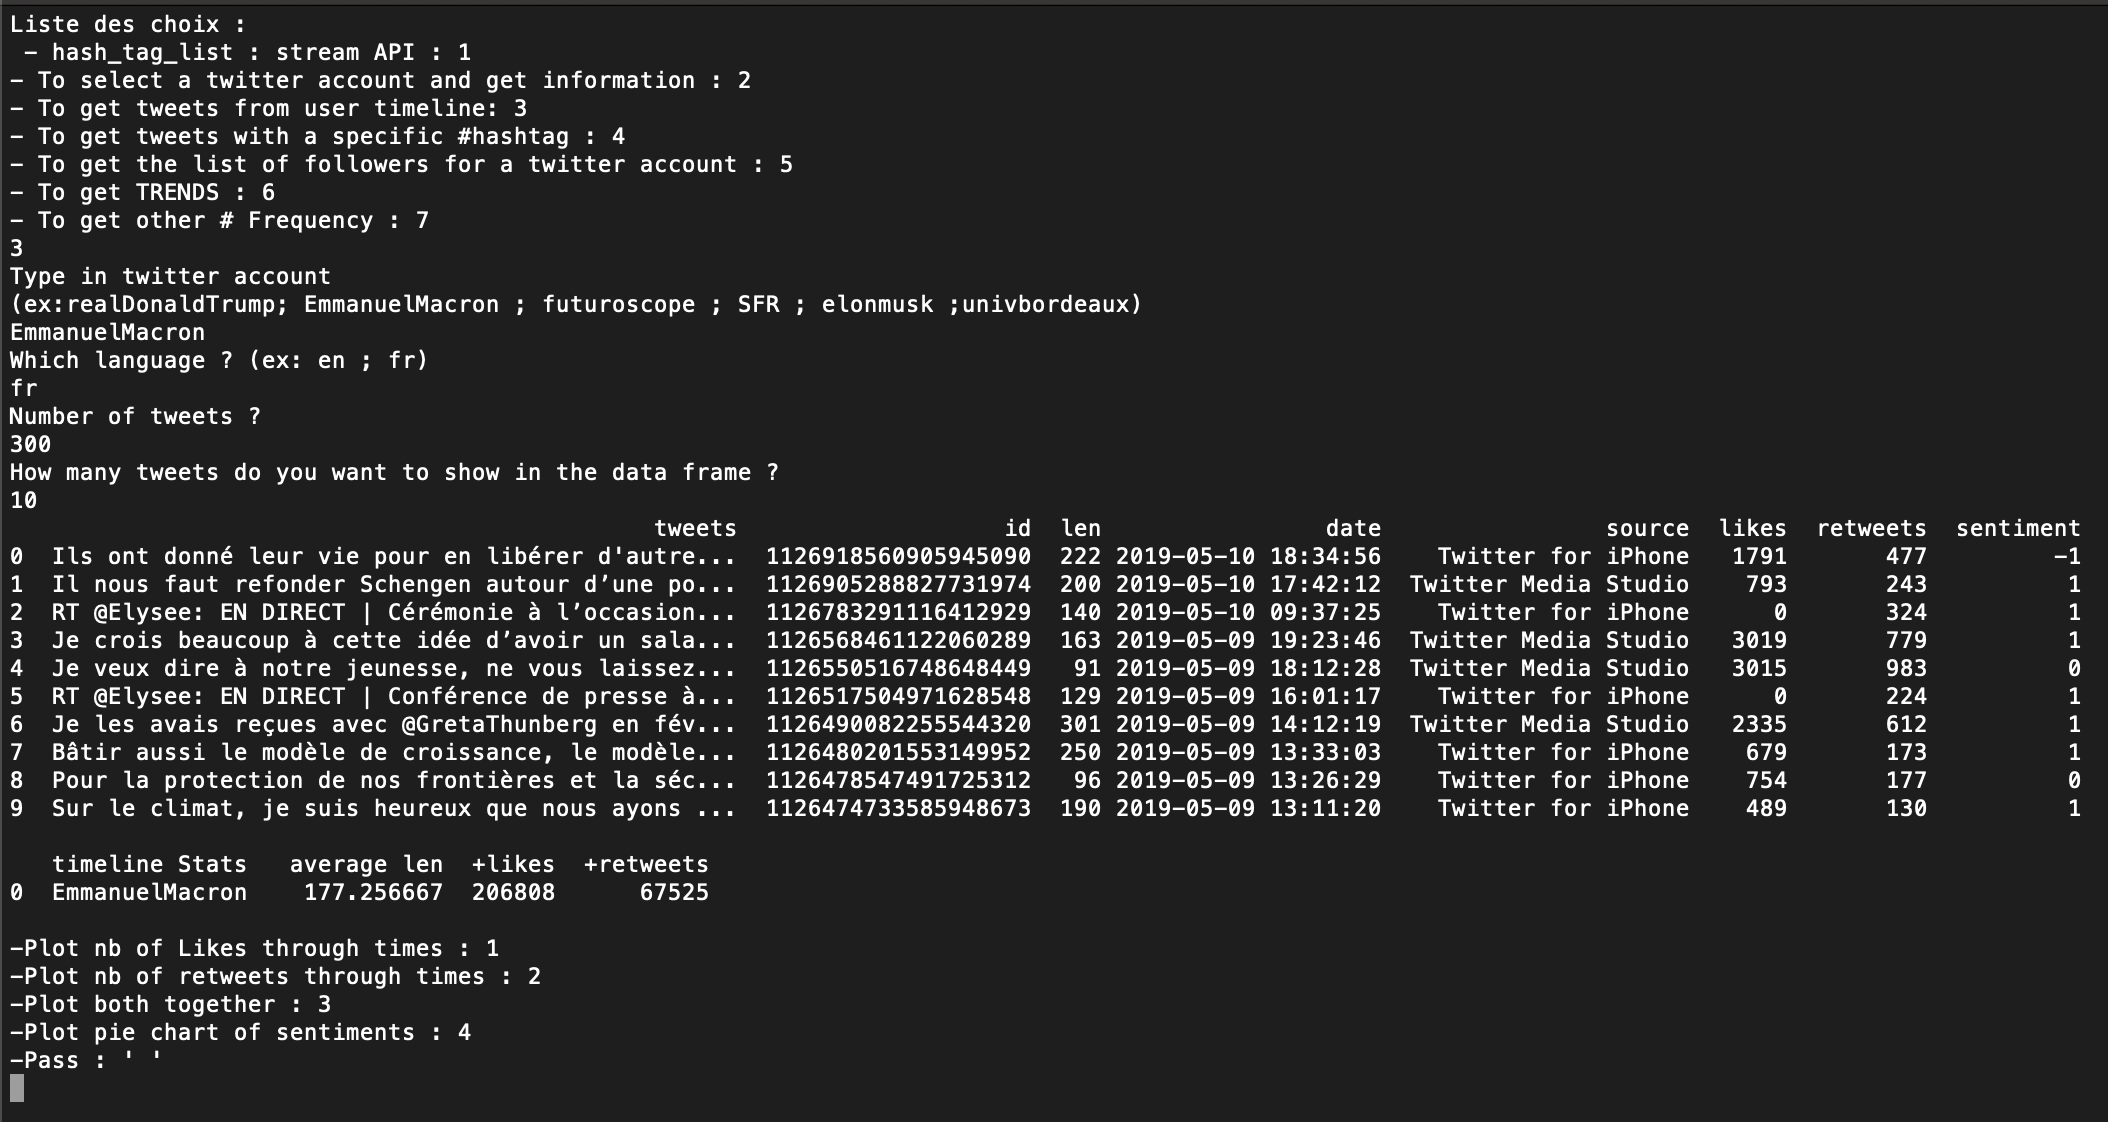 Liste des choix :
 - hash_tag_list : stream API : 1
- To select a twitter account and get information : 2
- To get tweets from user timeline: 3
- To get tweets with a specific #hashtag : 4
- To get the list of followers for a twitter account : 5
- To get TRENDS : 6
- To get other # Frequency : 7
3
Type in twitter account
(ex:realDonaldTrump; EmmanuelMacron ; futuroscope ; SFR ; elonmusk ;univbordeaux)
EmmanuelMacron
Which language ? (ex: en ; fr)
fr
Number of tweets ?
300
How many tweets do you want to show in the data frame ?
10
tweets id len date source likes retweets sentiment
0 Ils ont donné leur vie pour en libérer d'autre... 1126918560905945090 222 2019-05-10 18:34:56 Twitter for iPhone 1791 477 -1
1 Il nous faut refonder Schengen autour d’une po... 1126905288827731974 200 2019-05-10 17:42:12 Twitter Media Studio 793 243 1
2 RT @Elysee: EN DIRECT | Cérémonie à l’occasion... 1126783291116412929 140 2019-05-10 09:37:25 Twitter for iPhone 0 324 1
3 Je crois beaucoup à cette idée d’avoir un sala... 1126568461122060289 163 2019-05-09 19:23:46 Twitter Media Studio 3019 779 1
4 Je veux dire à notre jeunesse, ne vous laissez... 1126550516748648449 91 2019-05-09 18:12:28 Twitter Media Studio 3015 983 0
5 RT @Elysee: EN DIRECT | Conférence de presse à... 1126517504971628548 129 2019-05-09 16:01:17 Twitter for iPhone 0 224 1
6 Je les avais reçues avec @GretaThunberg en fév... 1126490082255544320 301 2019-05-09 14:12:19 Twitter Media Studio 2335 612 1
7 Bâtir aussi le modèle de croissance, le modèle... 1126480201553149952 250 2019-05-09 13:33:03 Twitter for iPhone 679 173 1
8 Pour la protection de nos frontières et la séc... 1126478547491725312 96 2019-05-09 13:26:29 Twitter for iPhone 754 177 0
9 Sur le climat, je suis heureux que nous ayons ... 1126474733585948673 190 2019-05-09 13:11:20 Twitter for iPhone 489 130 1
timeline Stats average len +likes +retweets
0 EmmanuelMacron 177.256667 206808 67525
-Plot nb of Likes through times : 1
-Plot nb of retweets through times : 2
-Plot both together : 3
-Plot pie chart of sentiments : 4
-Pass : ' '